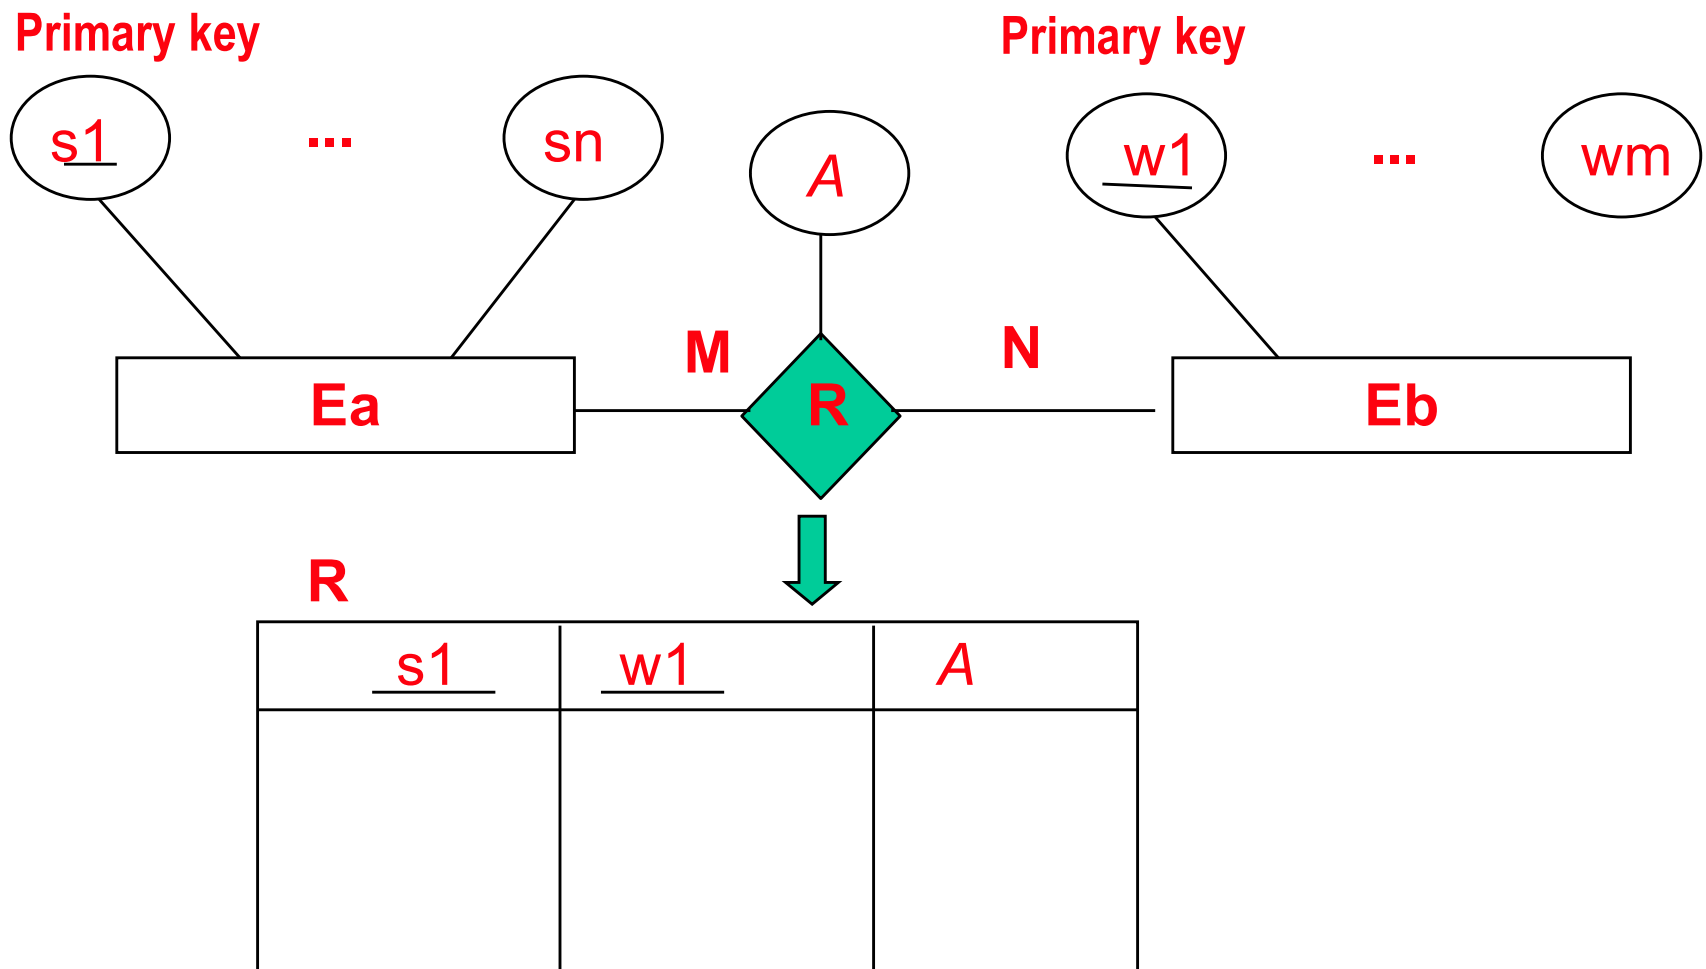 Primary key
Primary key
s1 ... sn A w1 ... wm
M N
Ea R Eb
R
s1 w1 A